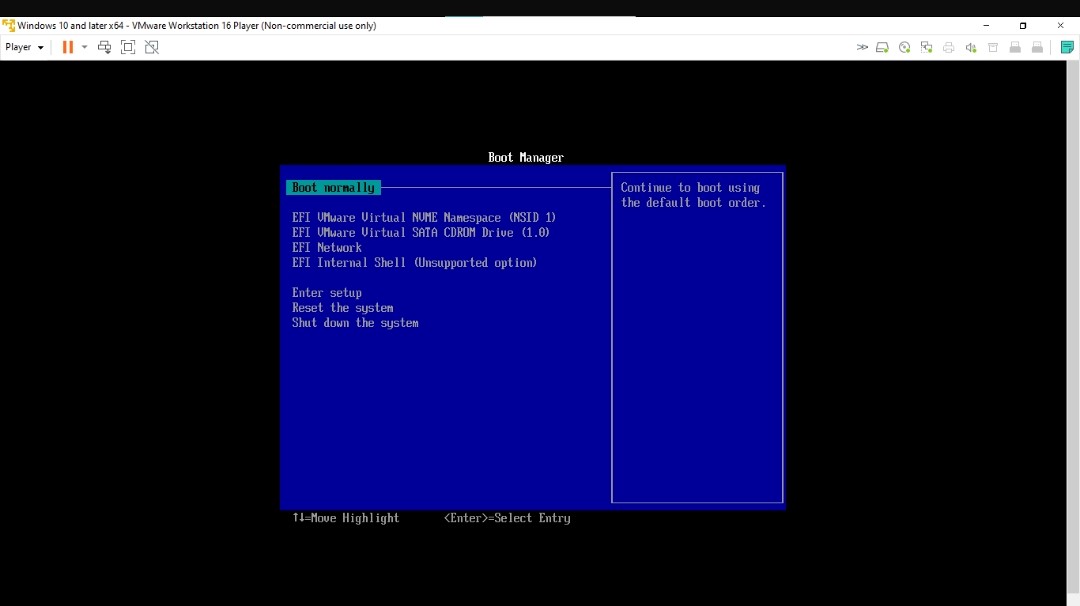 Windows 10 and later x64 - VMware Workstation 16 Player (Non-commercial use only)
Player
Boot Manager
Boot normally
EFI VMware Virtual NVME Namespace (NSID 1)
EFI VMware Virtual SATA CDROM Drive (1.0)
EFI Network
EFI Internal Shell (Unsupported option)
Enter setup
Reset the system
Shut down the system
Continue to boot using
the default boot order.
↑↓=Move Highlight <Enter>=Select Entry